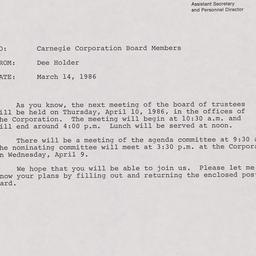 Assistant Secretary
and Personnel Director
O: Carnegie Corporation Board Members
ROM: Dee Holder
ATE: March 14, 1986
As you know, the next meeting of the board of trustees
ill be held on Thursday, April 10, 1986, in the offices of
he Corporation. The meeting will begin at 10:30 a.m. and
ill end around 4:00 p.m. Lunch will be served at noon.
There will be a meeting of the agenda committee at 9:30 a
he nominating committee will meet at 3:30 p.m. at the Corpora
n Wednesday, April 9.
We hope that you will be able to join us. Please let me
now your plans by filling out and returning the enclosed post
ard.